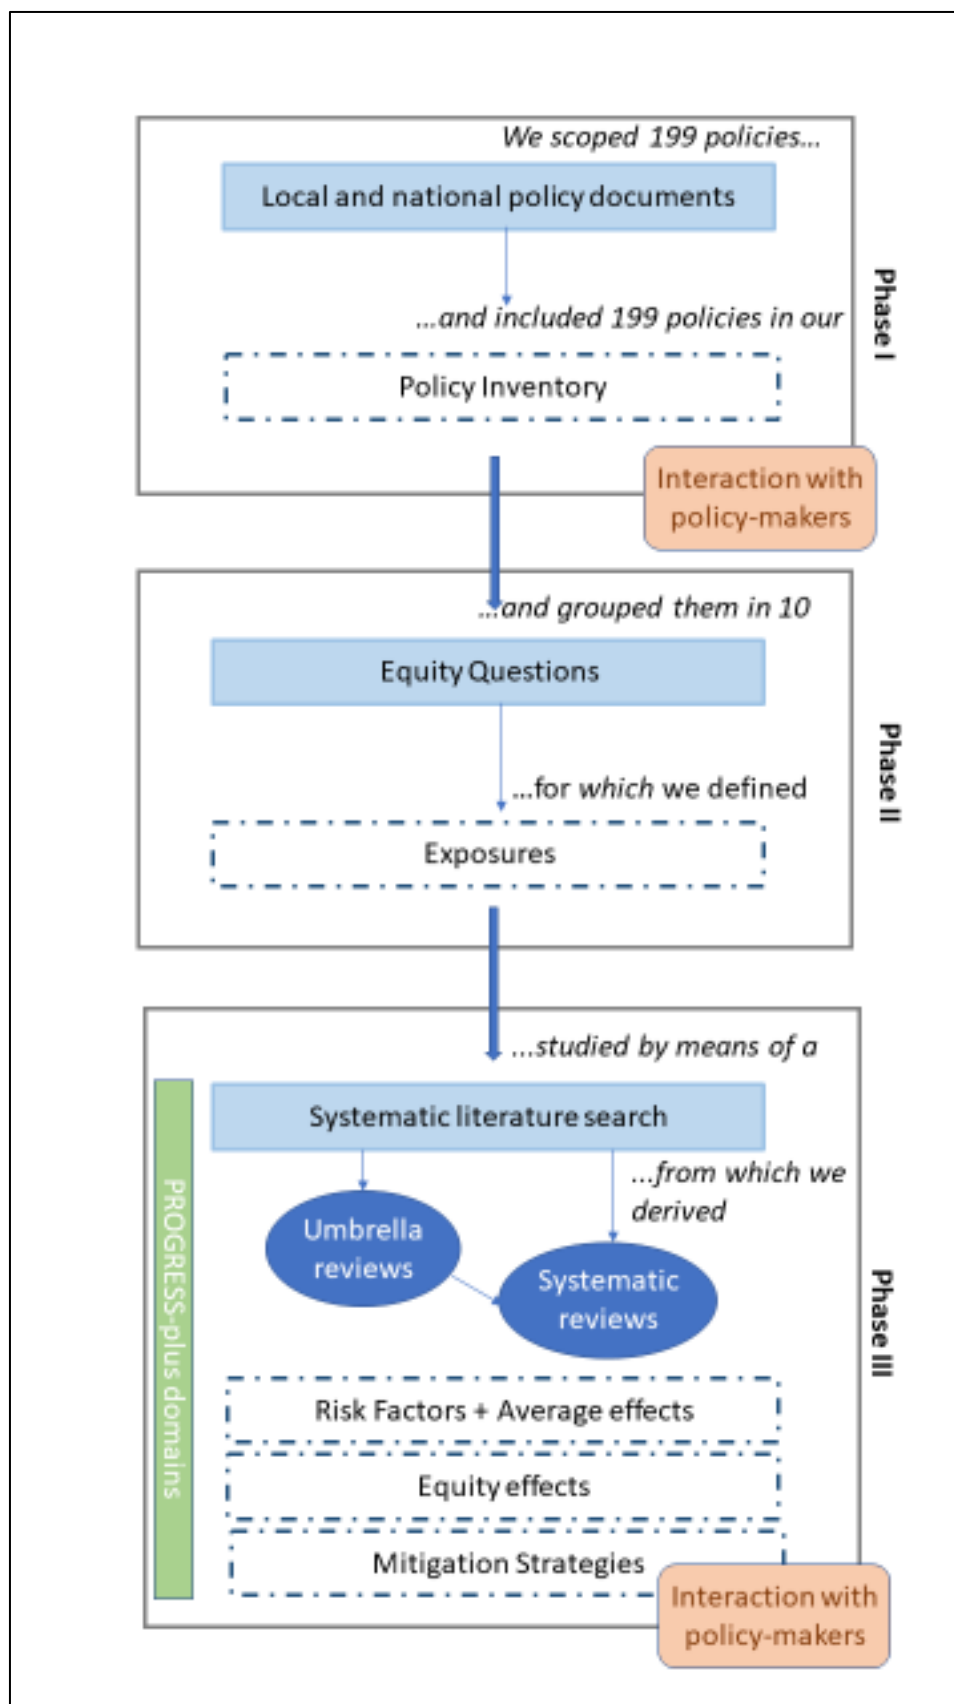 We scoped 199 policies...
Local and national policy documents
...and included 199 policies in our
Policy Inventory
Phase I
Interaction with
policy-makers
...and grouped them in 10
Equity Questions
...for which we defined
Exposures
Phase II
...studied by means of a
Systematic literature search
...from which we
derived
Umbrella
reviews
Systematic
reviews
PROGRESS-plus domains
Risk Factors + Average effects
Equity effects
Mitigation Strategies
Phase III
Interaction with
policy-makers